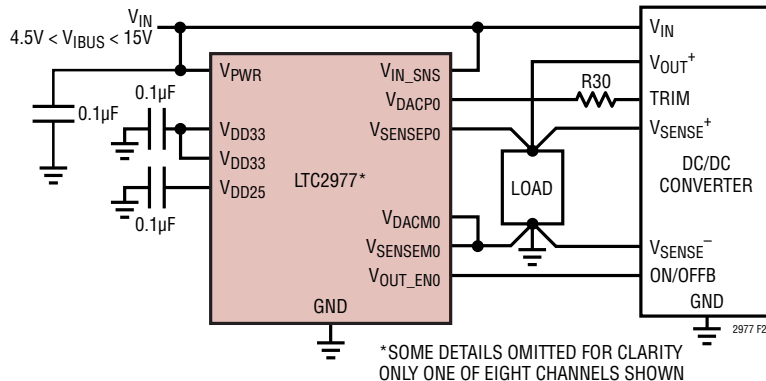 VIN
4.5V < VIBUS < 15V
0.1µF
0.1µF
0.1µF
VPWR
VDD33
VDD33
VDD25
LTC2977*
VIN_SNS
VDACP0
VSENSEP0
VDACM0
VSENSEM0
VOUT_EN0
GND
R30
LOAD
VIN
VOUT+
TRIM
VSENSE+
DC/DC
CONVERTER
VSENSE–
ON/OFFB
GND
2977 F2
*SOME DETAILS OMITTED FOR CLARITY
ONLY ONE OF EIGHT CHANNELS SHOWN